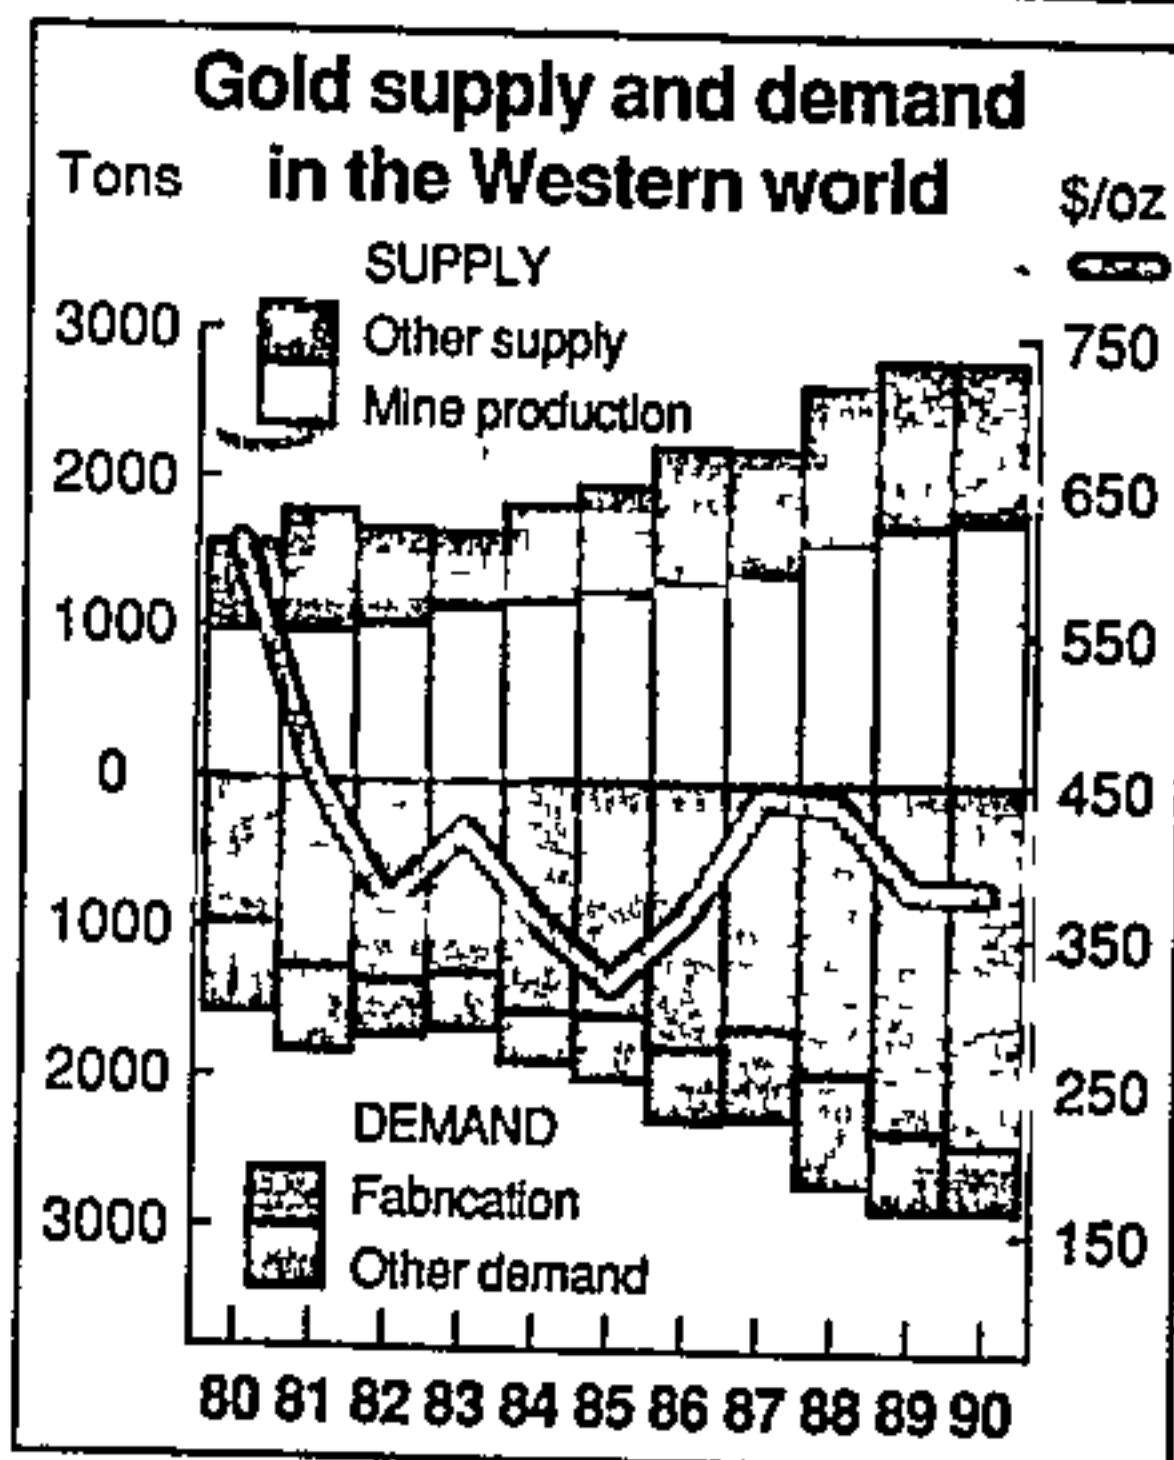 Gold supply and demand
in the Western world
Tons
$/oz
SUPPLY
Other supply
Mine production
3000
2000
1000
0
1000
2000
3000
750
650
550
450
350
250
150
DEMAND
Fabrication
Other demand
80 81 82 83 84 85 86 87 88 89 90